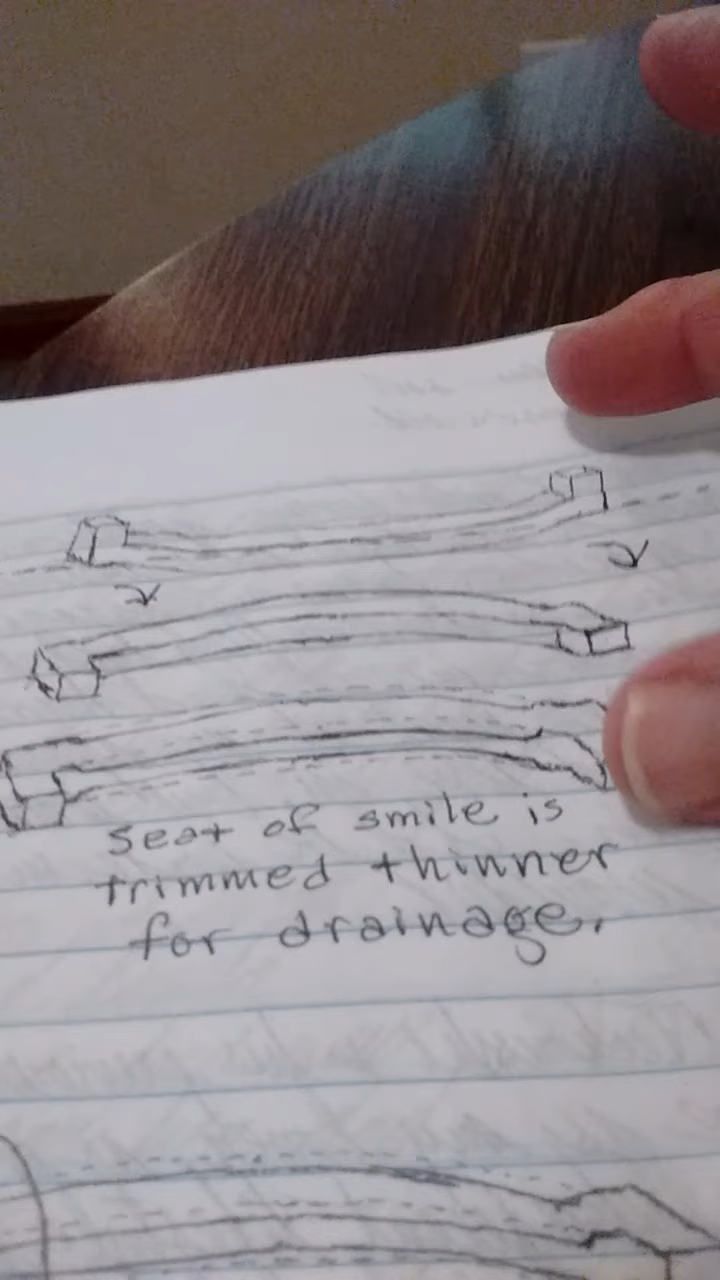 Seat of smile is
trimmed thinner
for drainage.